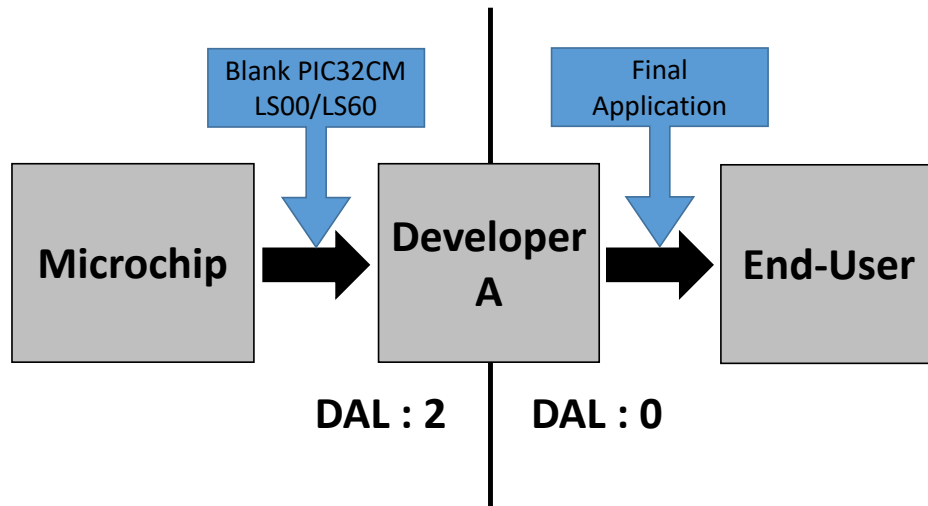 Blank PIC32CM
LS00/LS60
Final
Application
Microchip
Developer
A
End-User
DAL : 2
DAL : 0